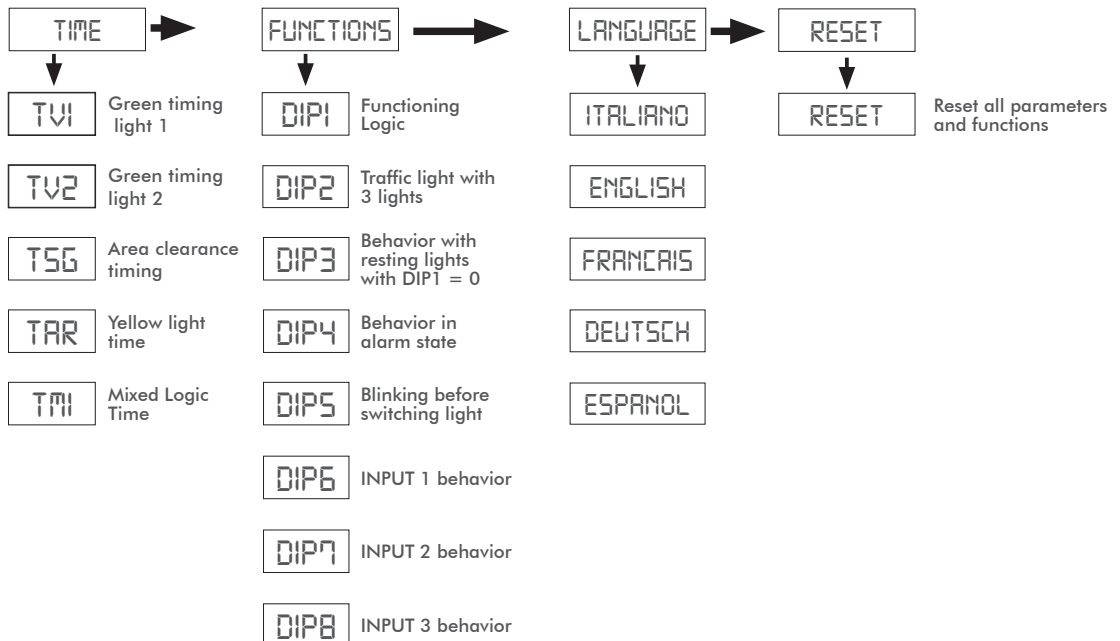 TIME
FUNCTIONS
LANGUAGE
RESET
TV1
Green timing
light 1
TV2
Green timing
light 2
TSG
Area clearance
timing
TAR
Yellow light
time
TMI
Mixed Logic
Time
DIP1
Functioning
Logic
DIP2
Traffic light with
3 lights
DIP3
Behavior with
resting lights
with DIP1 = 0
DIP4
Behavior in
alarm state
DIP5
Blinking before
switching light
DIP6
INPUT 1 behavior
DIP7
INPUT 2 behavior
DIP8
INPUT 3 behavior
ITALIANO
ENGLISH
FRANCAIS
DEUTSCH
ESPANOL
RESET
Reset all parameters
and functions